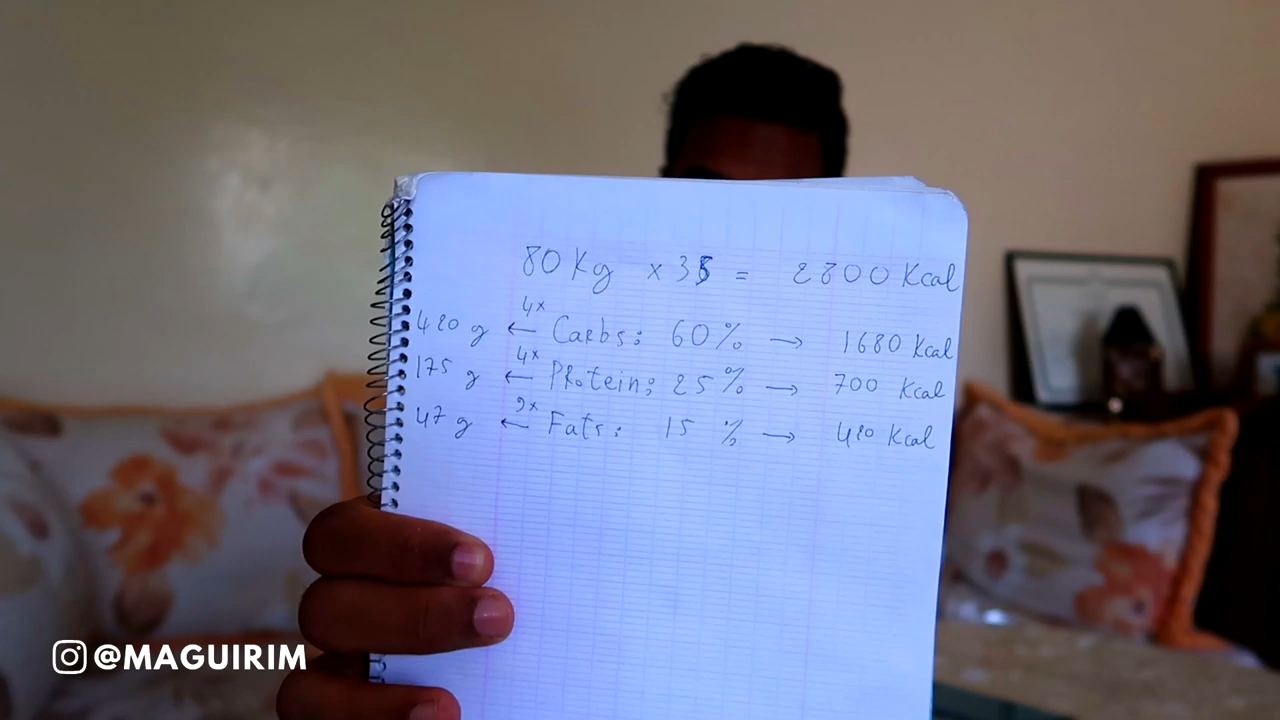 80 Kg x 35 = 2800 Kcal
420 g ← 4x Carbs: 60% → 1680 Kcal
175 g ← 4x Protein: 25% → 700 Kcal
47 g ← 9x Fats: 15 % → 420 Kcal
@MAGUIRIM